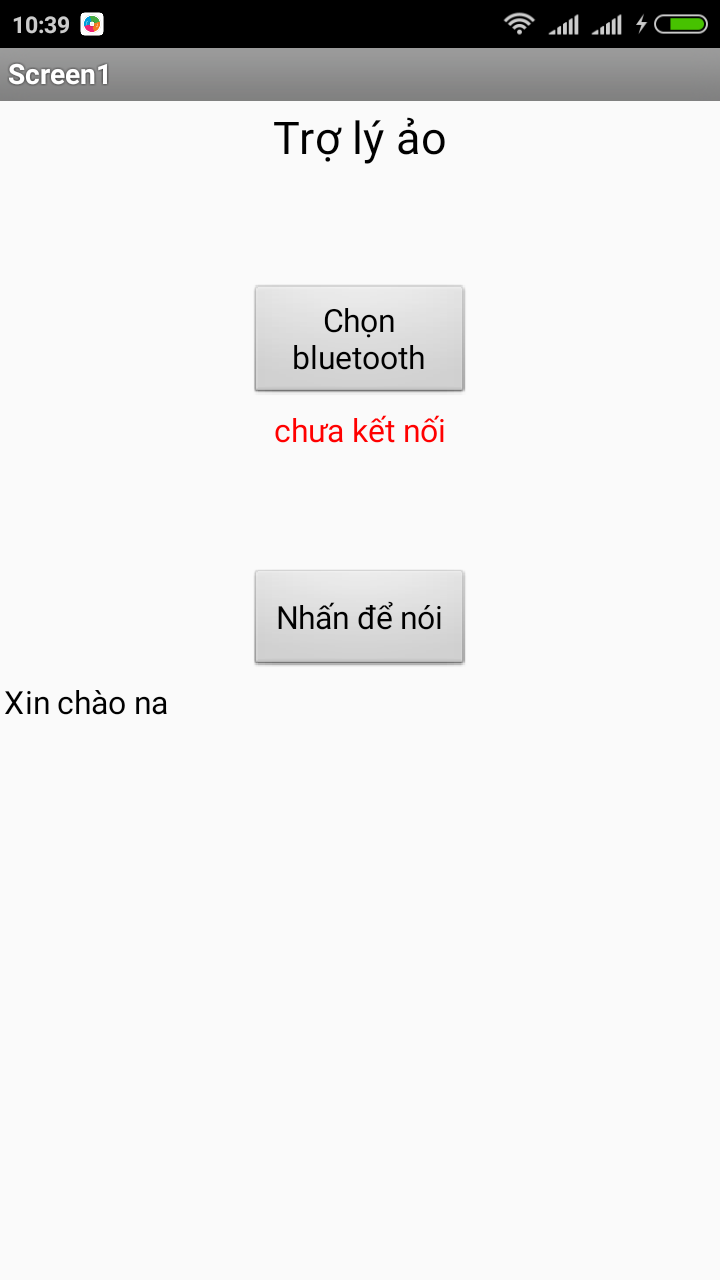 10:39
Screen1
Trợ lý ảo
Chọn
bluetooth
chưa kết nối
Nhấn để nói
Xin chào na